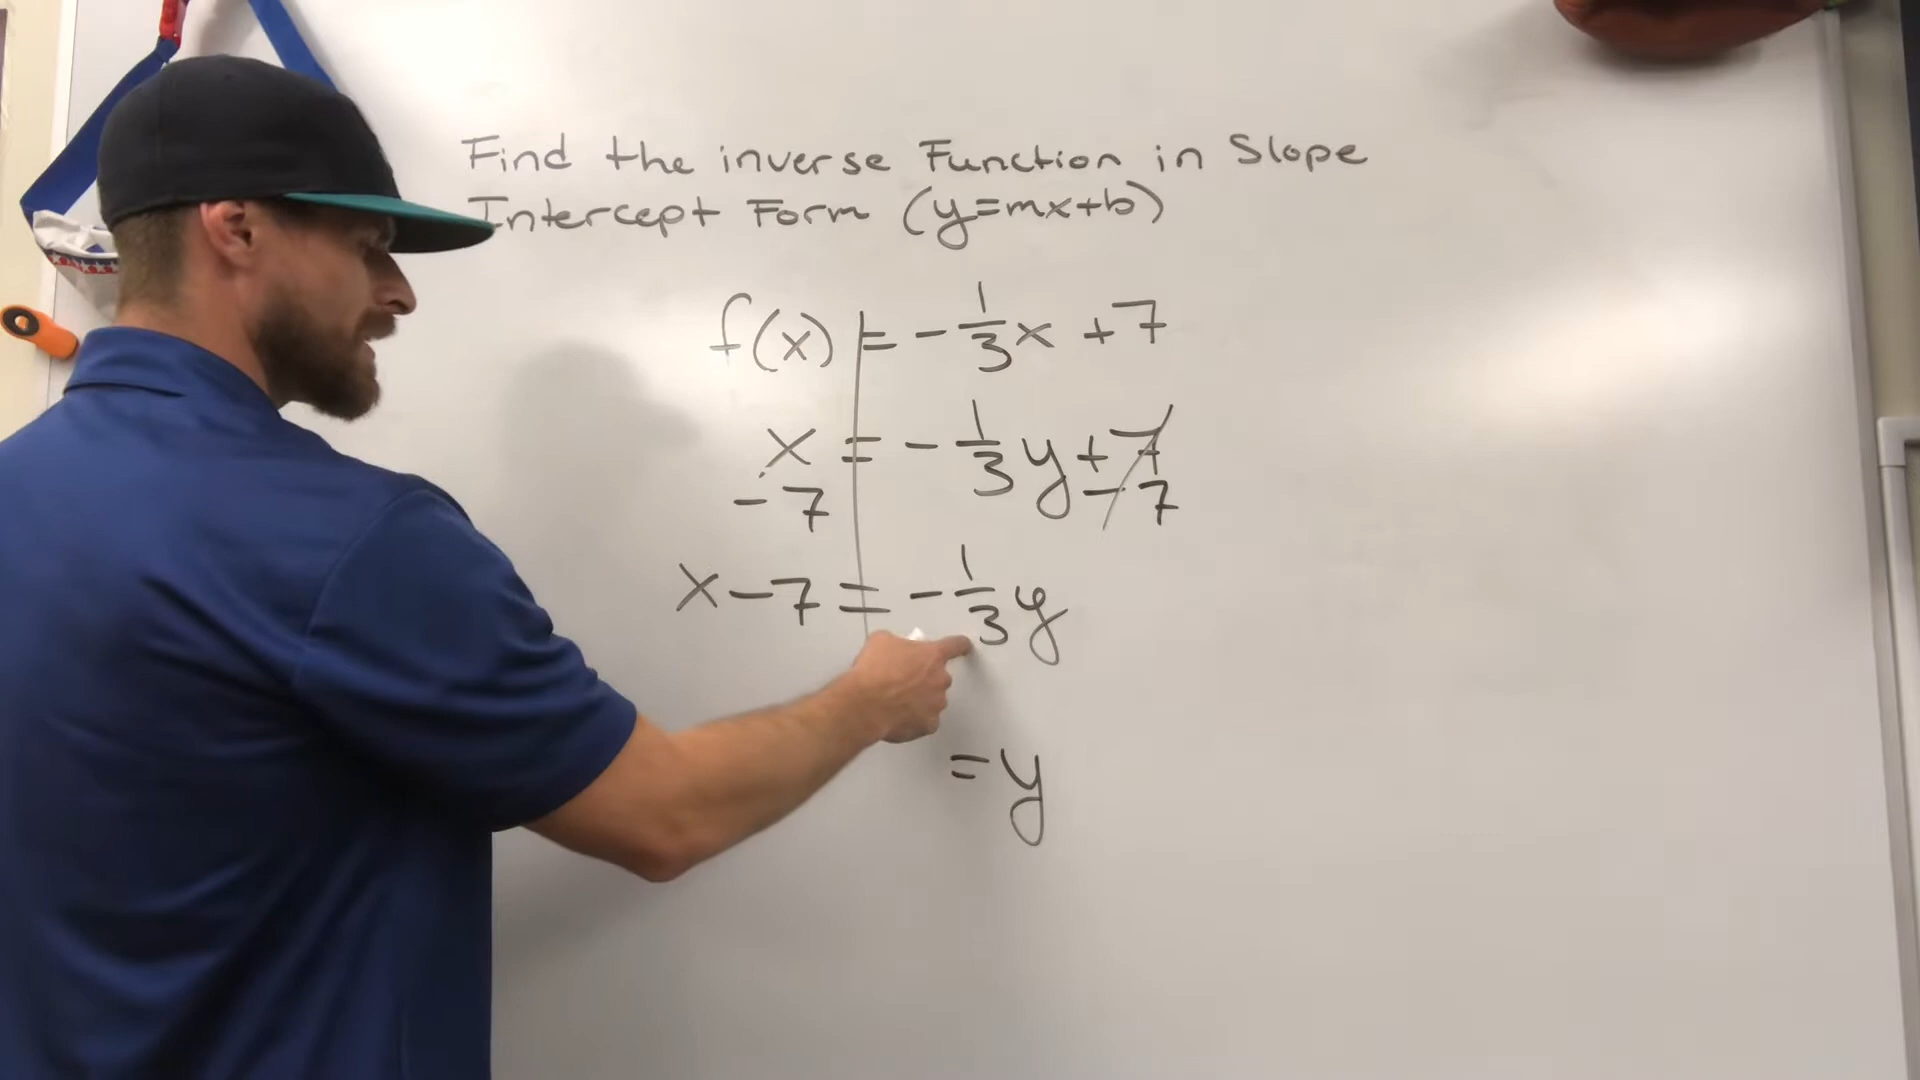 Find the inverse Function in Slope
Intercept Form (y=mx+b)
f(x) = -1/3x +7
x = -1/3y+7
-7 -7
x-7 = -1/3y
=y